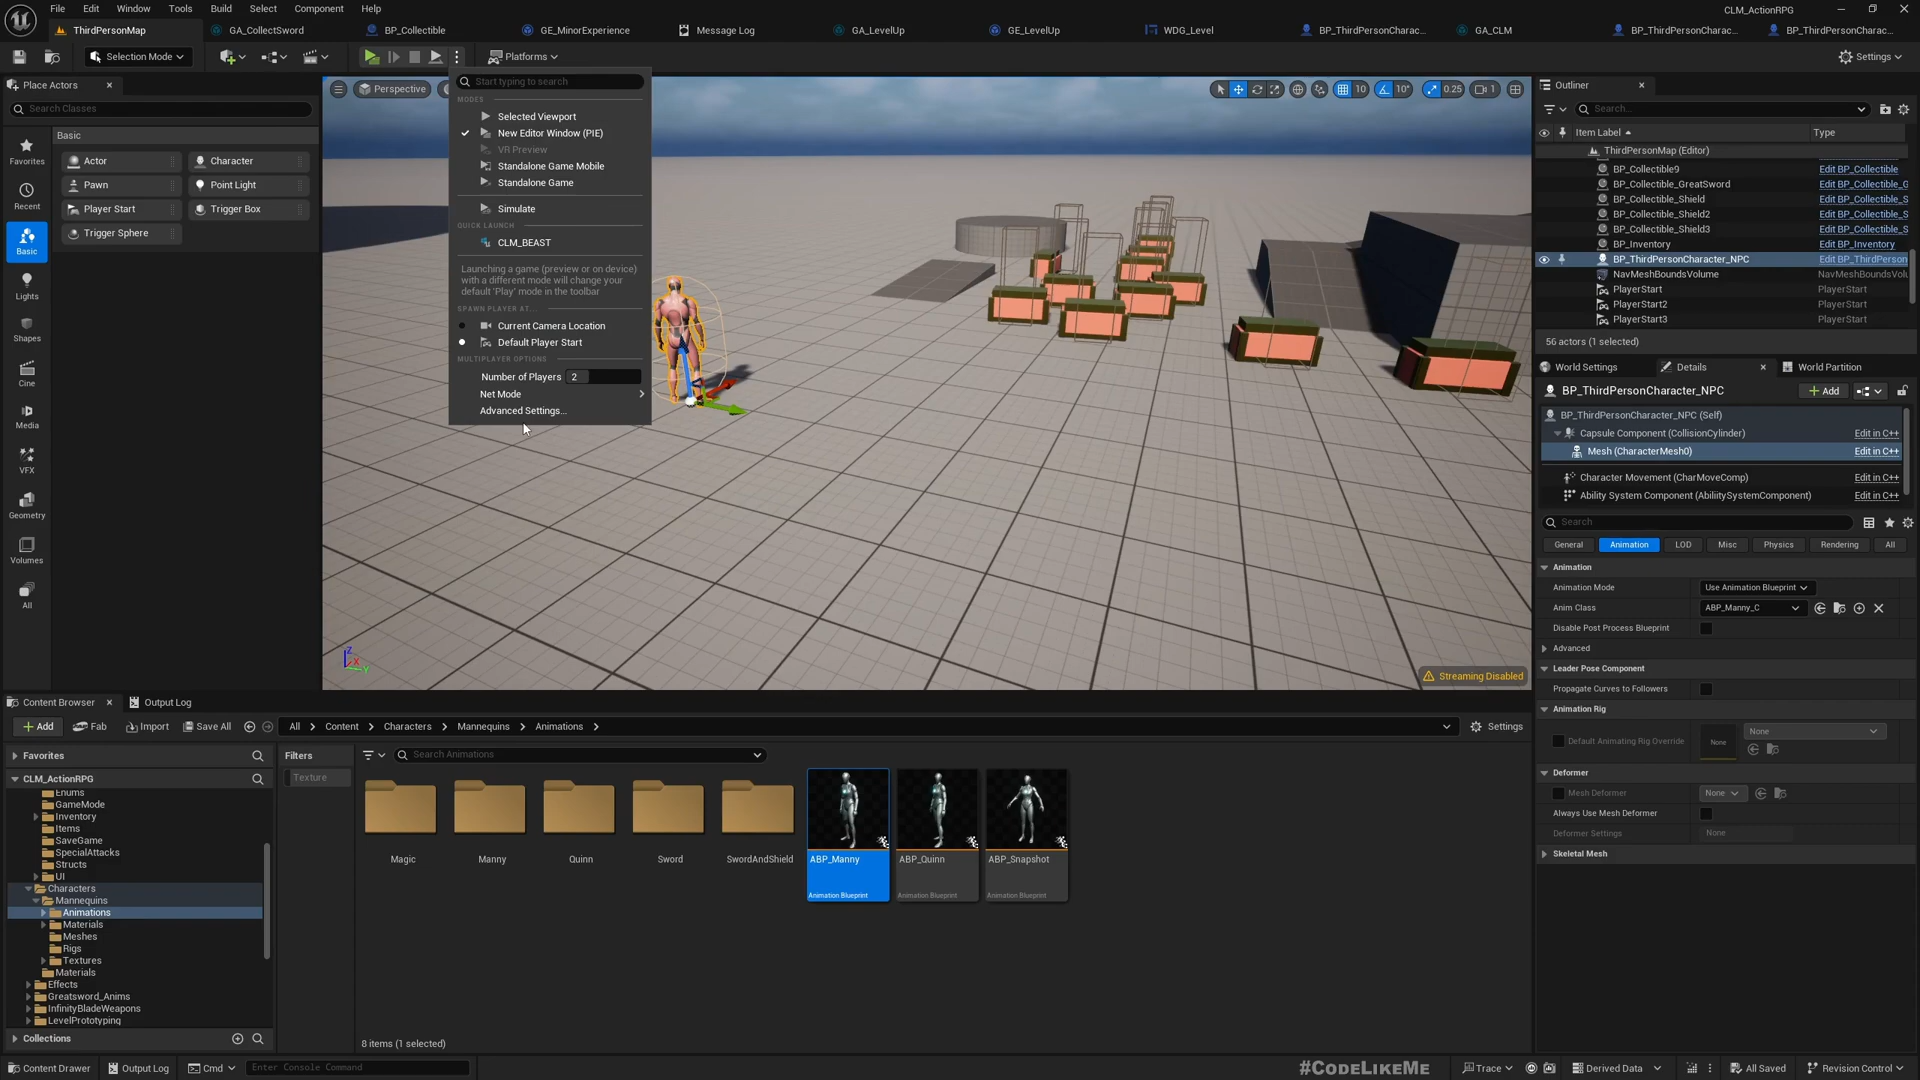 File Edit Window Tools Build Select Component Help
CLM_ActionRPG
ThirdPersonMap
GA_CollectSword
BP_Collectible
GE_MinorExperience
Message Log
GA_LevelUp
GE_LevelUp
WDG_Level
BP_ThirdPersonCharac...
GA_CLM
BP_ThirdPersonCharac...
BP_ThirdPersonCharac...
Selection Mode
Platforms
Settings
Place Actors
Search Classes
Basic
Favorites
Recent
Basic
Lights
Shapes
Cinematic
Media
VFX
Geometry
Volumes
All
Actor
Character
Pawn
Point Light
Player Start
Trigger Box
Trigger Sphere
Perspective
Start typing to search
MODES
Selected Viewport
New Editor Window (PIE)
VR Preview
Standalone Game Mobile
Standalone Game
Simulate
QUICK LAUNCH
CLM_BEAST
Launching a game (preview or on device)
with a different mode will change your
default 'Play' mode in the toolbar
SPAWN PLAYER AT...
Current Camera Location
Default Player Start
MULTIPLAYER OPTIONS
Number of Players 2
Net Mode
Advanced Settings...
10
10°
0.25
1
Streaming Disabled
Outliner
Search...
Item Label
Type
ThirdPersonMap (Editor)
BP_Collectible9 Edit BP_Collectible
BP_Collectible_GreatSword Edit BP_Collectible_G
BP_Collectible_Shield Edit BP_Collectible_S
BP_Collectible_Shield2 Edit BP_Collectible_S
BP_Collectible_Shield3 Edit BP_Collectible_S
BP_Inventory Edit BP_Inventory
BP_ThirdPersonCharacter_NPC Edit BP_ThirdPerson
NavMeshBoundsVolume NavMeshBoundsVolu
PlayerStart PlayerStart
PlayerStart2 PlayerStart
PlayerStart3 PlayerStart
56 actors (1 selected)
World Settings
Details
World Partition
BP_ThirdPersonCharacter_NPC
Add
BP_ThirdPersonCharacter_NPC (Self)
Capsule Component (CollisionCylinder) Edit in C++
Mesh (CharacterMesh0) Edit in C++
Character Movement (CharMoveComp) Edit in C++
Ability System Component (AbiliitySystemComponent) Edit in C++
Search
General
Animation
LOD
Misc
Physics
Rendering
All
Animation
Animation Mode Use Animation Blueprint
Anim Class ABP_Manny_C
Disable Post Process Blueprint
Advanced
Leader Pose Component
Propagate Curves to Followers
Animation Rig
Default Animating Rig Override None None
Deformer
Mesh Deformer None
Always Use Mesh Deformer
Deformer Settings None
Skeletal Mesh
Content Browser
Output Log
Add
Fab
Import
Save All
All
Content
Characters
Mannequins
Animations
Settings
Favorites
CLM_ActionRPG
Enums
GameMode
Inventory
Items
SaveGame
SpecialAttacks
Structs
UI
Characters
Mannequins
Animations
Materials
Meshes
Rigs
Textures
Materials
Effects
Greatsword_Anims
InfinityBladeWeapons
LevelPrototyping
Collections
Filters
Texture
Search Animations
Magic
Manny
Quinn
Sword
SwordAndShield
ABP_Manny
Animation Blueprint
ABP_Quinn
Animation Blueprint
ABP_Snapshot
Animation Blueprint
8 items (1 selected)
Content Drawer
Output Log
Cmd
Enter Console Command
#CODELIKEME
Trace
Derived Data
All Saved
Revision Control